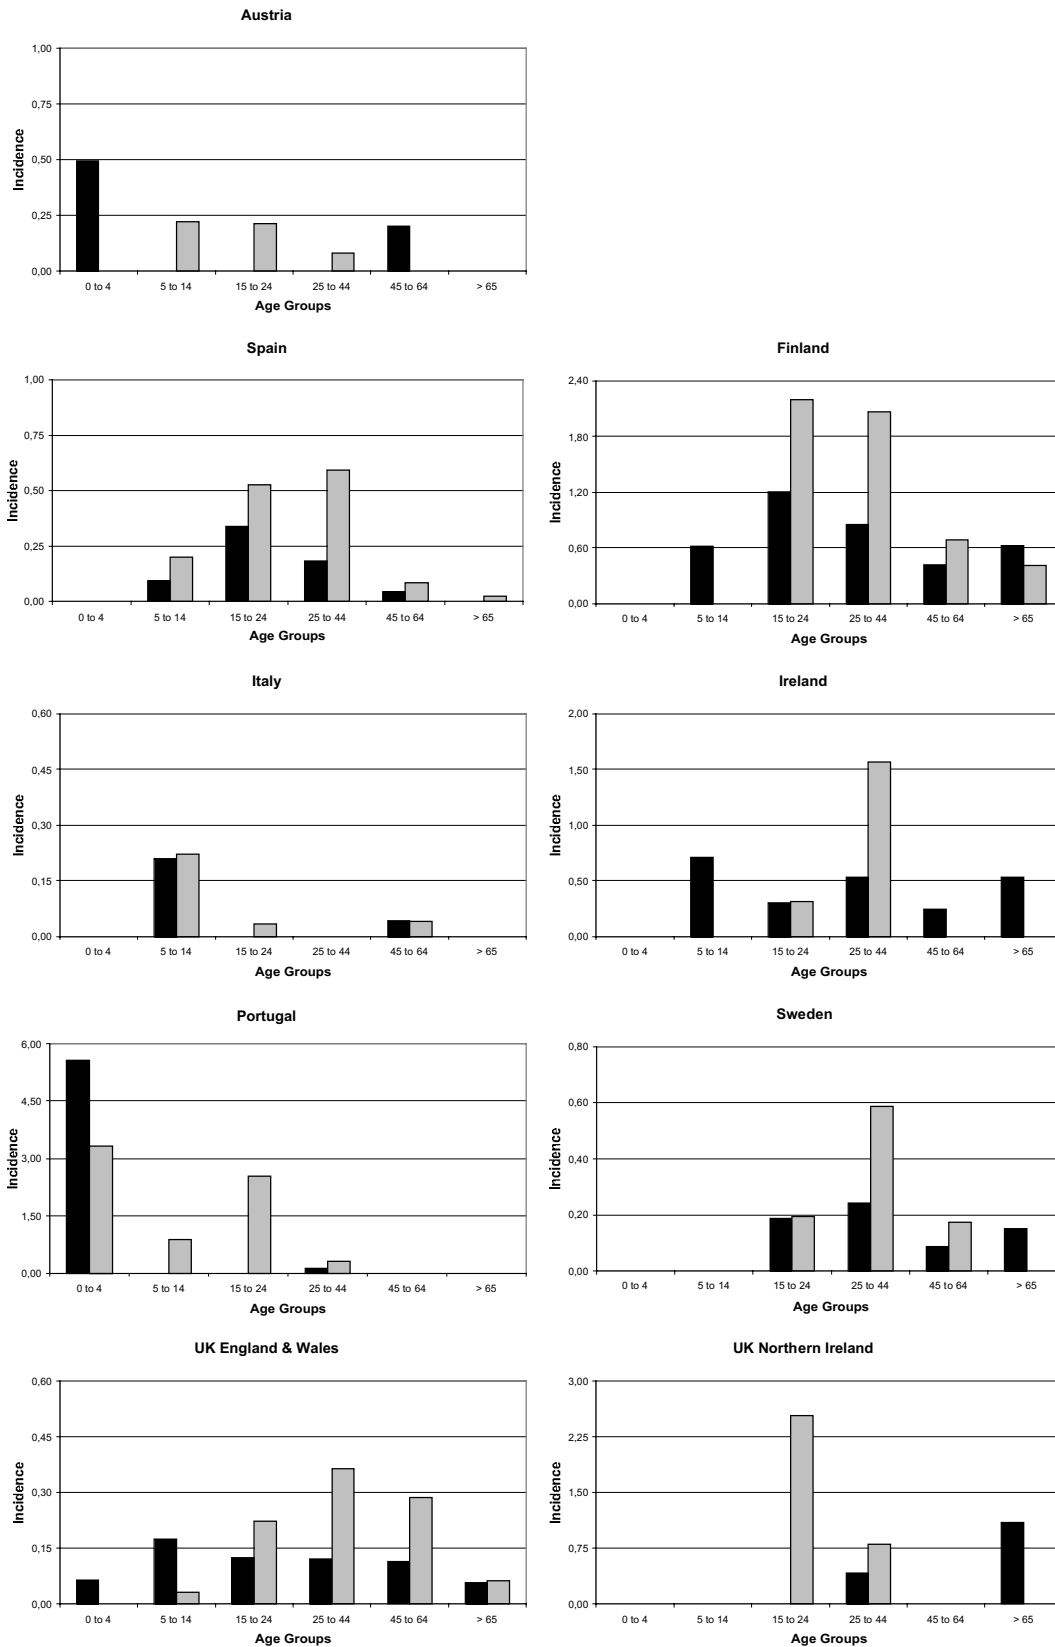 Austria
1,00
0,75
0,50
0,25
0,00
Incidence
0 to 4 5 to 14 15 to 24 25 to 44 45 to 64 > 65
Age Groups
Spain
1,00
0,75
0,50
0,25
0,00
Incidence
0 to 4 5 to 14 15 to 24 25 to 44 45 to 64 > 65
Age Groups
Finland
2,40
1,80
1,20
0,60
0,00
Incidence
0 to 4 5 to 14 15 to 24 25 to 44 45 to 64 > 65
Age Groups
Italy
0,60
0,45
0,30
0,15
0,00
Incidence
0 to 4 5 to 14 15 to 24 25 to 44 45 to 64 > 65
Age Groups
Ireland
2,00
1,50
1,00
0,50
0,00
Incidence
0 to 4 5 to 14 15 to 24 25 to 44 45 to 64 > 65
Age Groups
Portugal
6,00
4,50
3,00
1,50
0,00
Incidence
0 to 4 5 to 14 15 to 24 25 to 44 45 to 64 > 65
Age Groups
Sweden
0,80
0,60
0,40
0,20
0,00
Incidence
0 to 4 5 to 14 15 to 24 25 to 44 45 to 64 > 65
Age Groups
UK England & Wales
0,60
0,45
0,30
0,15
0,00
Incidence
0 to 4 5 to 14 15 to 24 25 to 44 45 to 64 > 65
Age Groups
UK Northern Ireland
3,00
2,25
1,50
0,75
0,00
Incidence
0 to 4 5 to 14 15 to 24 25 to 44 45 to 64 > 65
Age Groups